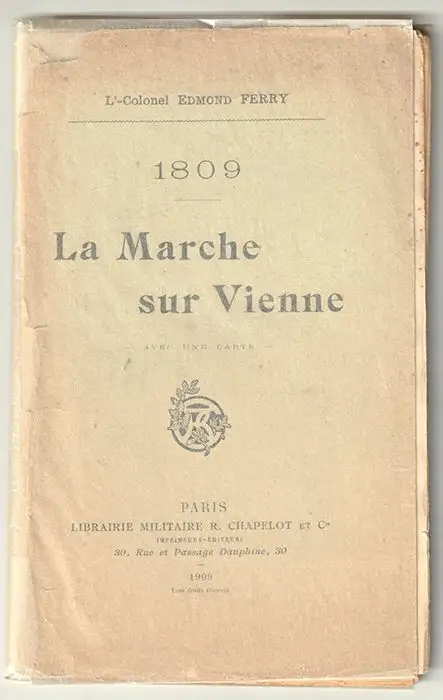 Lt-Colonel EDMOND FERRY
1809
La Marche
sur Vienne
AVEC UNE CARTE
PARIS
LIBRAIRIE MILITAIRE R. CHAPELOT ET Cie
IMPRIMEURS-ÉDITEURS
30, Rue et Passage Dauphine, 30
1909
Tous droits réservés